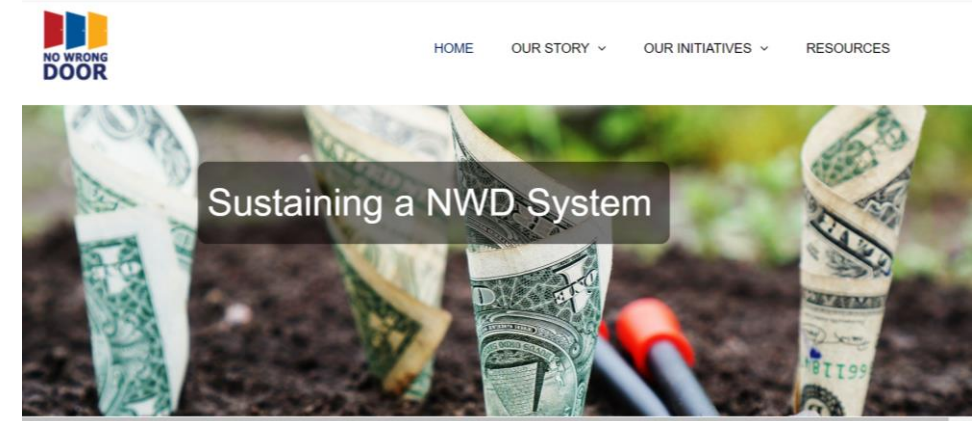 NO WRONG
DOOR
HOME
OUR STORY
OUR INITIATIVES
RESOURCES
Sustaining a NWD System